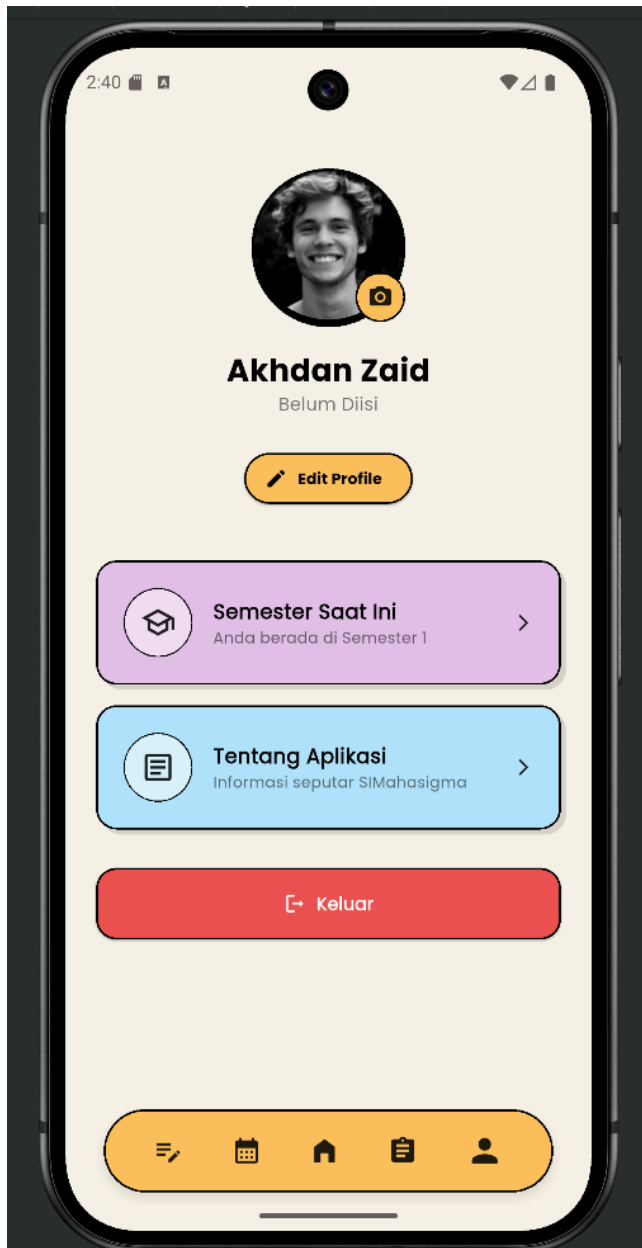 2:40
Akhdan Zaid
Belum Diisi
Edit Profile
Semester Saat Ini
Anda berada di Semester 1
Tentang Aplikasi
Informasi seputar SIMahasigma
Keluar